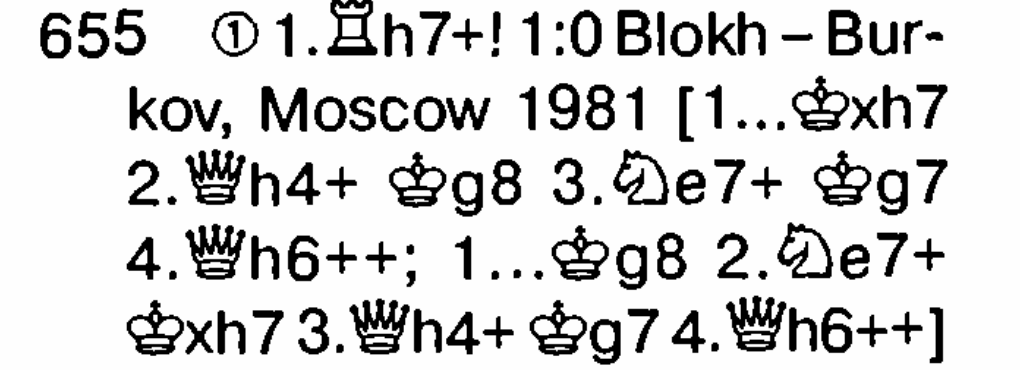 655 ① 1.♖h7+! 1:0 Blokh – Bur-
kov, Moscow 1981 [1...♔xh7
2.♕h4+ ♔g8 3.♘e7+ ♔g7
4.♕h6++; 1...♔g8 2.♘e7+
♔xh7 3.♕h4+ ♔g7 4.♕h6++]